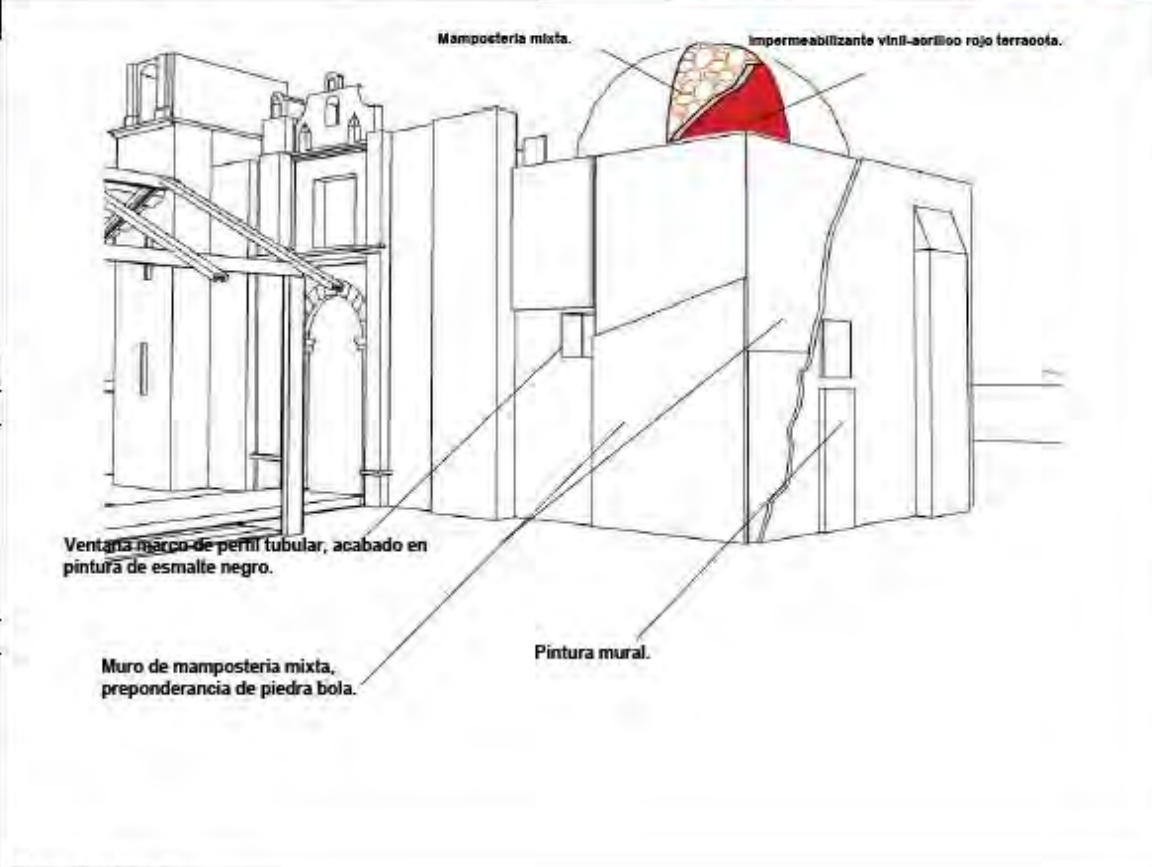 Mamposteria mixta.
Impermeabilizante vinil-acrilico rojo terracota.
Ventana marco de perfil tubular, acabado en
pintura de esmalte negro.
Muro de mamposteria mixta,
preponderancia de piedra bola.
Pintura mural.